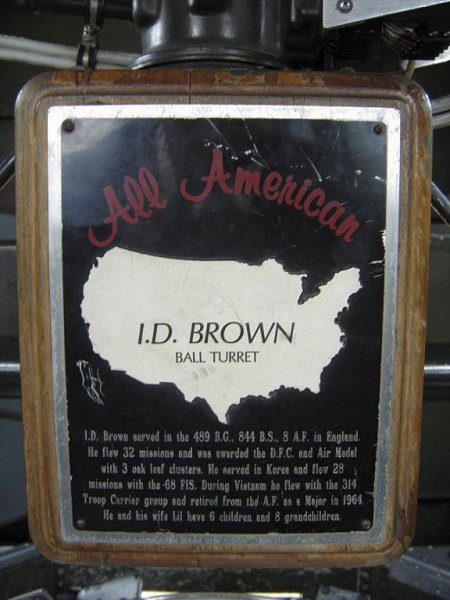 All American
I.D. BROWN
BALL TURRET
I.D. Brown served in the 489 B.G., 844 B.S., 8 A.F. in England.
He flew 32 missions and was awarded the D.F.C. and Air Medal
with 3 oak leaf clusters. He served in Korea and flew 28
missions with the 68 FIS. During Vietnam he flew with the 314
Troop Carrier group and retired from the A.F. as a Major in 1964.
He and his wife Lil have 6 children and 8 grandchildren.